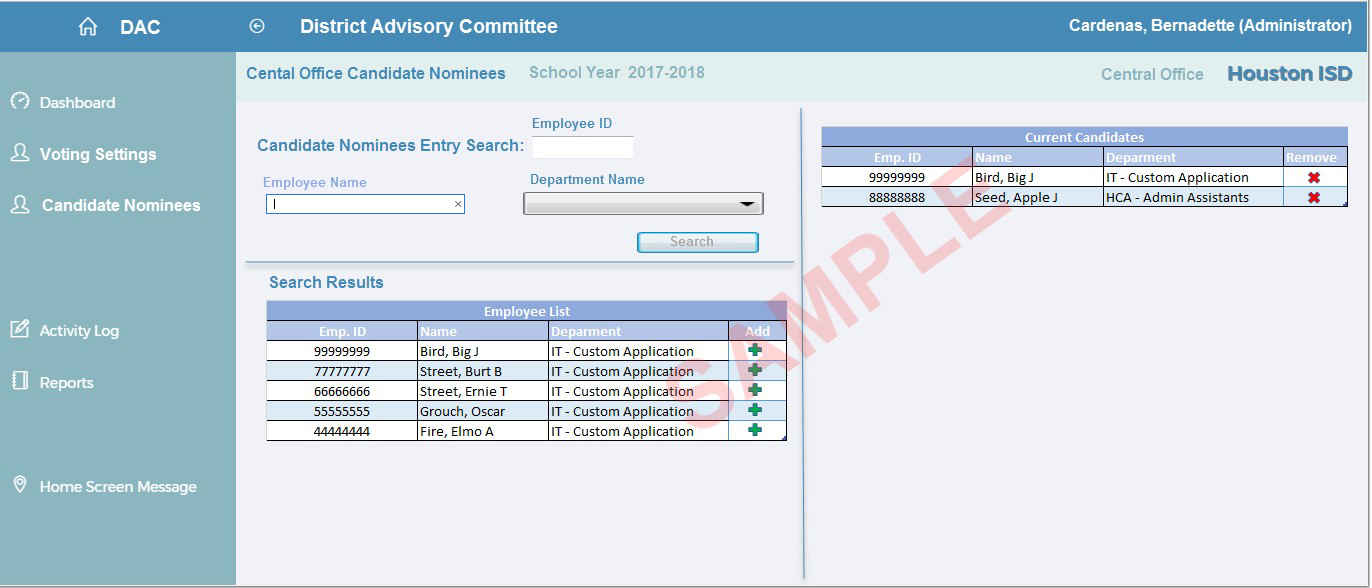 DAC
District Advisory Committee
Cardenas, Bernadette (Administrator)
Cental Office Candidate Nominees School Year 2017-2018
Central Office Houston ISD
Dashboard
Voting Settings
Candidate Nominees
Activity Log
Reports
Home Screen Message
Employee ID
Candidate Nominees Entry Search:
Employee Name
Department Name
Search
Search Results
Employee List
Emp. ID Name Deparment Add
99999999 Bird, Big J IT - Custom Application
77777777 Street, Burt B IT - Custom Application
66666666 Street, Ernie T IT - Custom Application
55555555 Grouch, Oscar IT - Custom Application
44444444 Fire, Elmo A IT - Custom Application
Current Candidates
Emp. ID Name Deparment Remove
99999999 Bird, Big J IT - Custom Application
88888888 Seed, Apple J HCA - Admin Assistants
SAMPLE